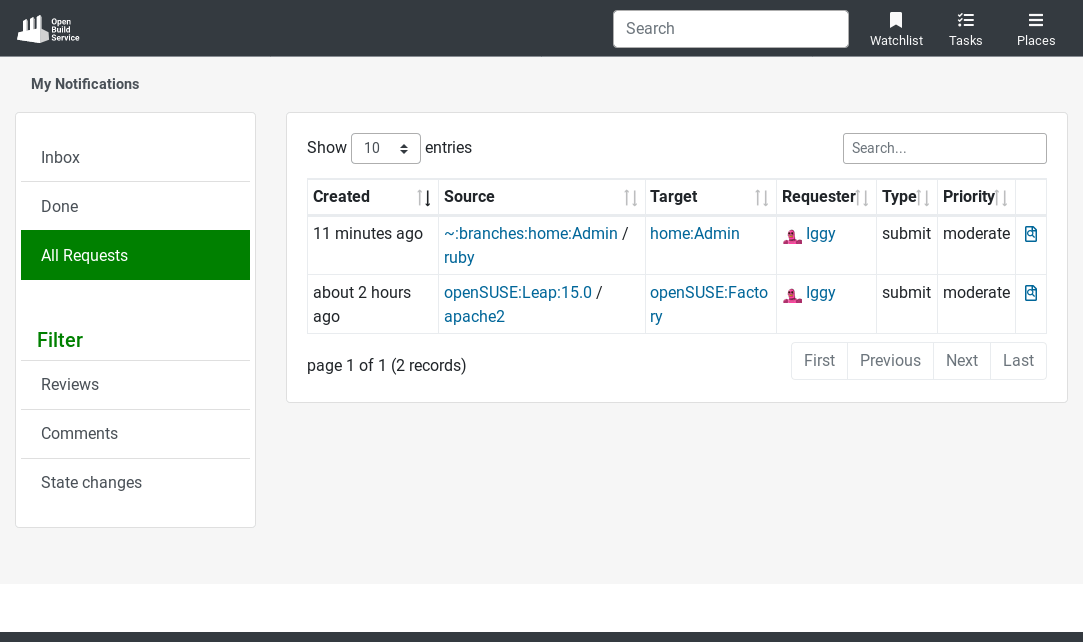 Open
Build
Service
Search
Watchlist
Tasks
Places
My Notifications
Inbox
Done
All Requests
Filter
Reviews
Comments
State changes
Show 10 entries
Search...
Created Source Target Requester Type Priority
11 minutes ago ~:branches:home:Admin / home:Admin Iggy submit moderate
ruby
about 2 hours openSUSE:Leap:15.0 / openSUSE:Facto Iggy submit moderate
ago apache2 ry
page 1 of 1 (2 records)
First Previous Next Last